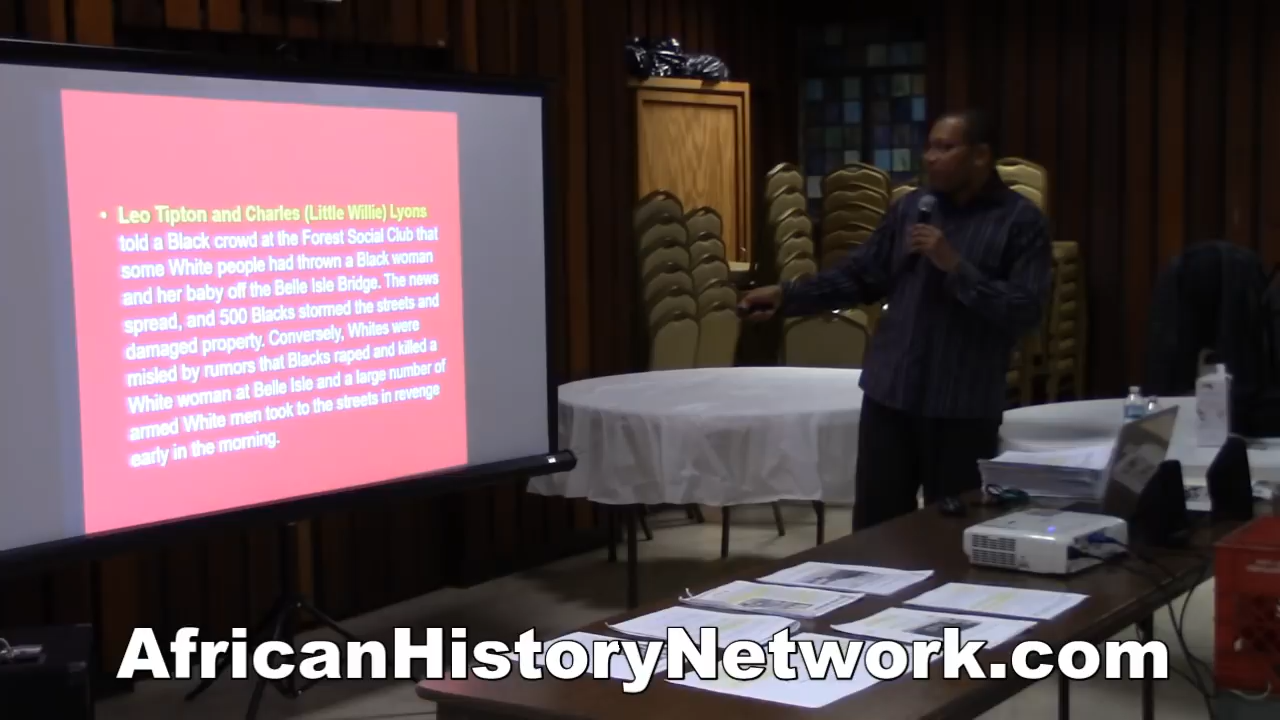 • Leo Tipton and Charles (Little Willie) Lyons
told a Black crowd at the Forest Social Club that
some White people had thrown a Black woman
and her baby off the Belle Isle Bridge. The news
spread, and 500 Blacks stormed the streets and
damaged property. Conversely, Whites were
misled by rumors that Blacks raped and killed a
White woman at Belle Isle and a large number of
armed White men took to the streets in revenge
early in the morning.
AfricanHistoryNetwork.com